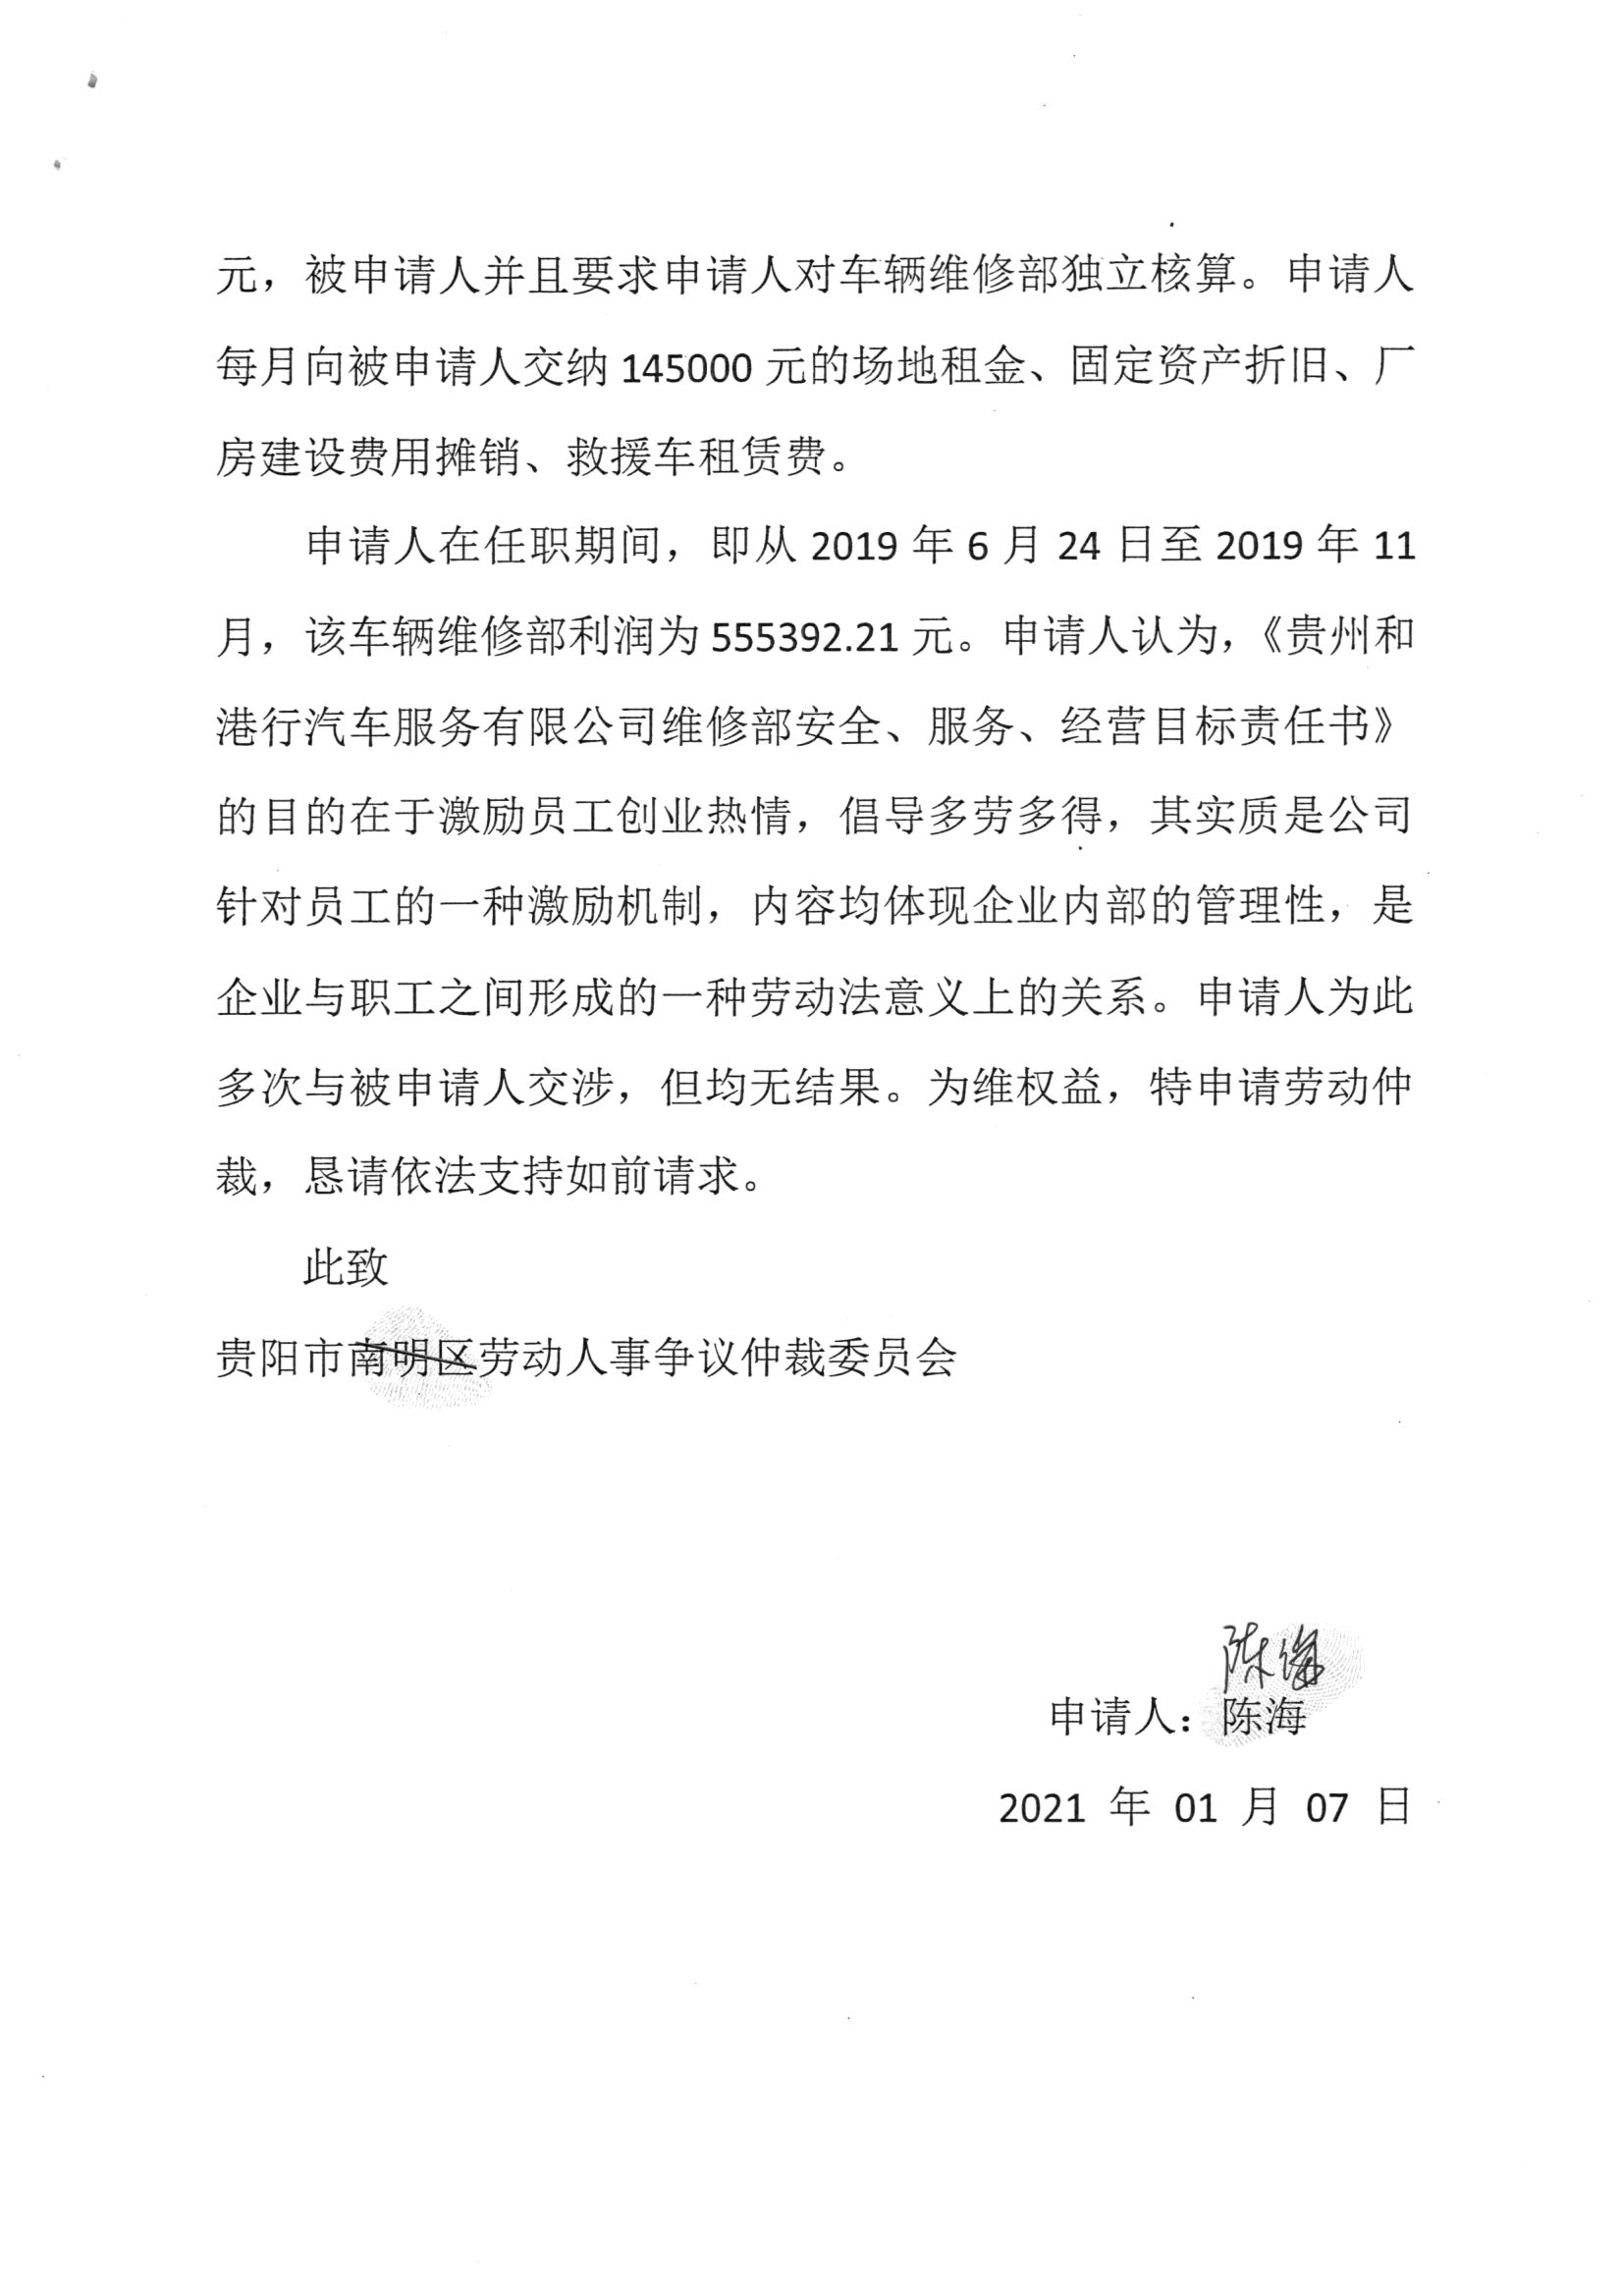 元，被申请人并且要求申请人对车辆维修部独立核算。申请人
每月向被申请人交纳 145000 元的场地租金、固定资产折旧、厂
房建设费用摊销、救援车租赁费。
申请人在任职期间，即从 2019 年 6 月 24 日至 2019 年 11
月，该车辆维修部利润为 555392.21 元。申请人认为，《贵州和
港行汽车服务有限公司维修部安全、服务、经营目标责任书》
的目的在于激励员工创业热情，倡导多劳多得，其实质是公司
针对员工的一种激励机制，内容均体现企业内部的管理性，是
企业与职工之间形成的一种劳动法意义上的关系。申请人为此
多次与被申请人交涉，但均无结果。为维权益，特申请劳动仲
裁，恳请依法支持如前请求。
此致
贵阳市南明区劳动人事争议仲裁委员会
陈海
申请人：陈海
2021 年 01 月 07 日